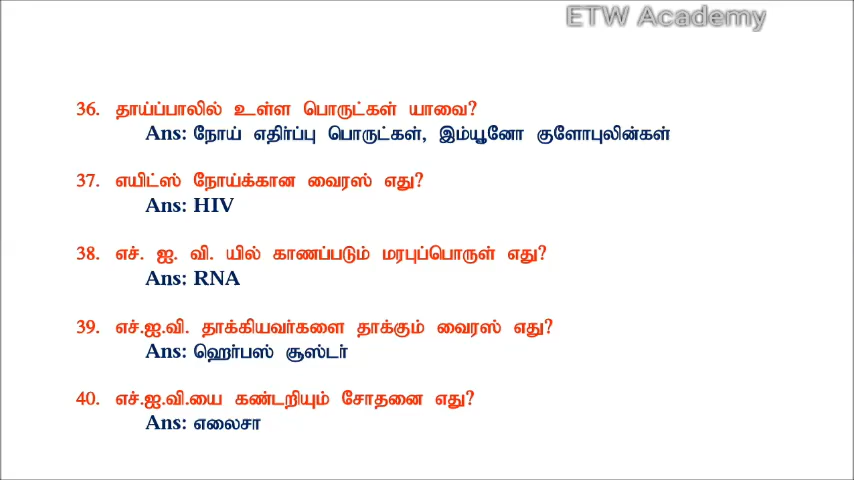 ETW Academy
36. தாய்ப்பாலில் உள்ள பொருட்கள் யாவை?
Ans: நோய் எதிர்ப்பு பொருட்கள், இம்யூனோ குளோபுலின்கள்
37. எயிட்ஸ் நோய்க்கான வைரஸ் எது?
Ans: HIV
38. எச். ஐ. வி. யில் காணப்படும் மரபுப்பொருள் எது?
Ans: RNA
39. எச்.ஐ.வி. தாக்கியவர்களை தாக்கும் வைரஸ் எது?
Ans: ஹெர்பஸ் சூஸ்டர்
40. எச்.ஐ.வி.யை கண்டறியும் சோதனை எது?
Ans: எலைசா